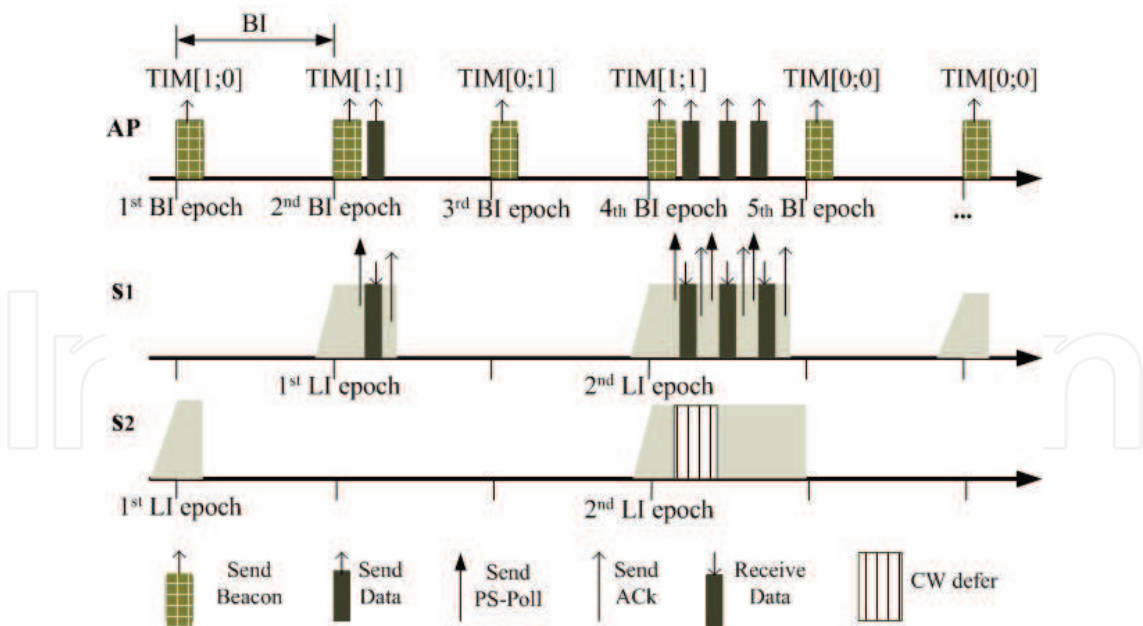 BI
TIM[1;0] TIM[1;1] TIM[0;1] TIM[1;1] TIM[0;0] TIM[0;0]
AP
1st BI epoch 2nd BI epoch 3rd BI epoch 4th BI epoch 5th BI epoch ...
S1
1st LI epoch 2nd LI epoch
S2
1st LI epoch 2nd LI epoch
Send Beacon
Send Data
Send PS-Poll
Send ACk
Receive Data
CW defer